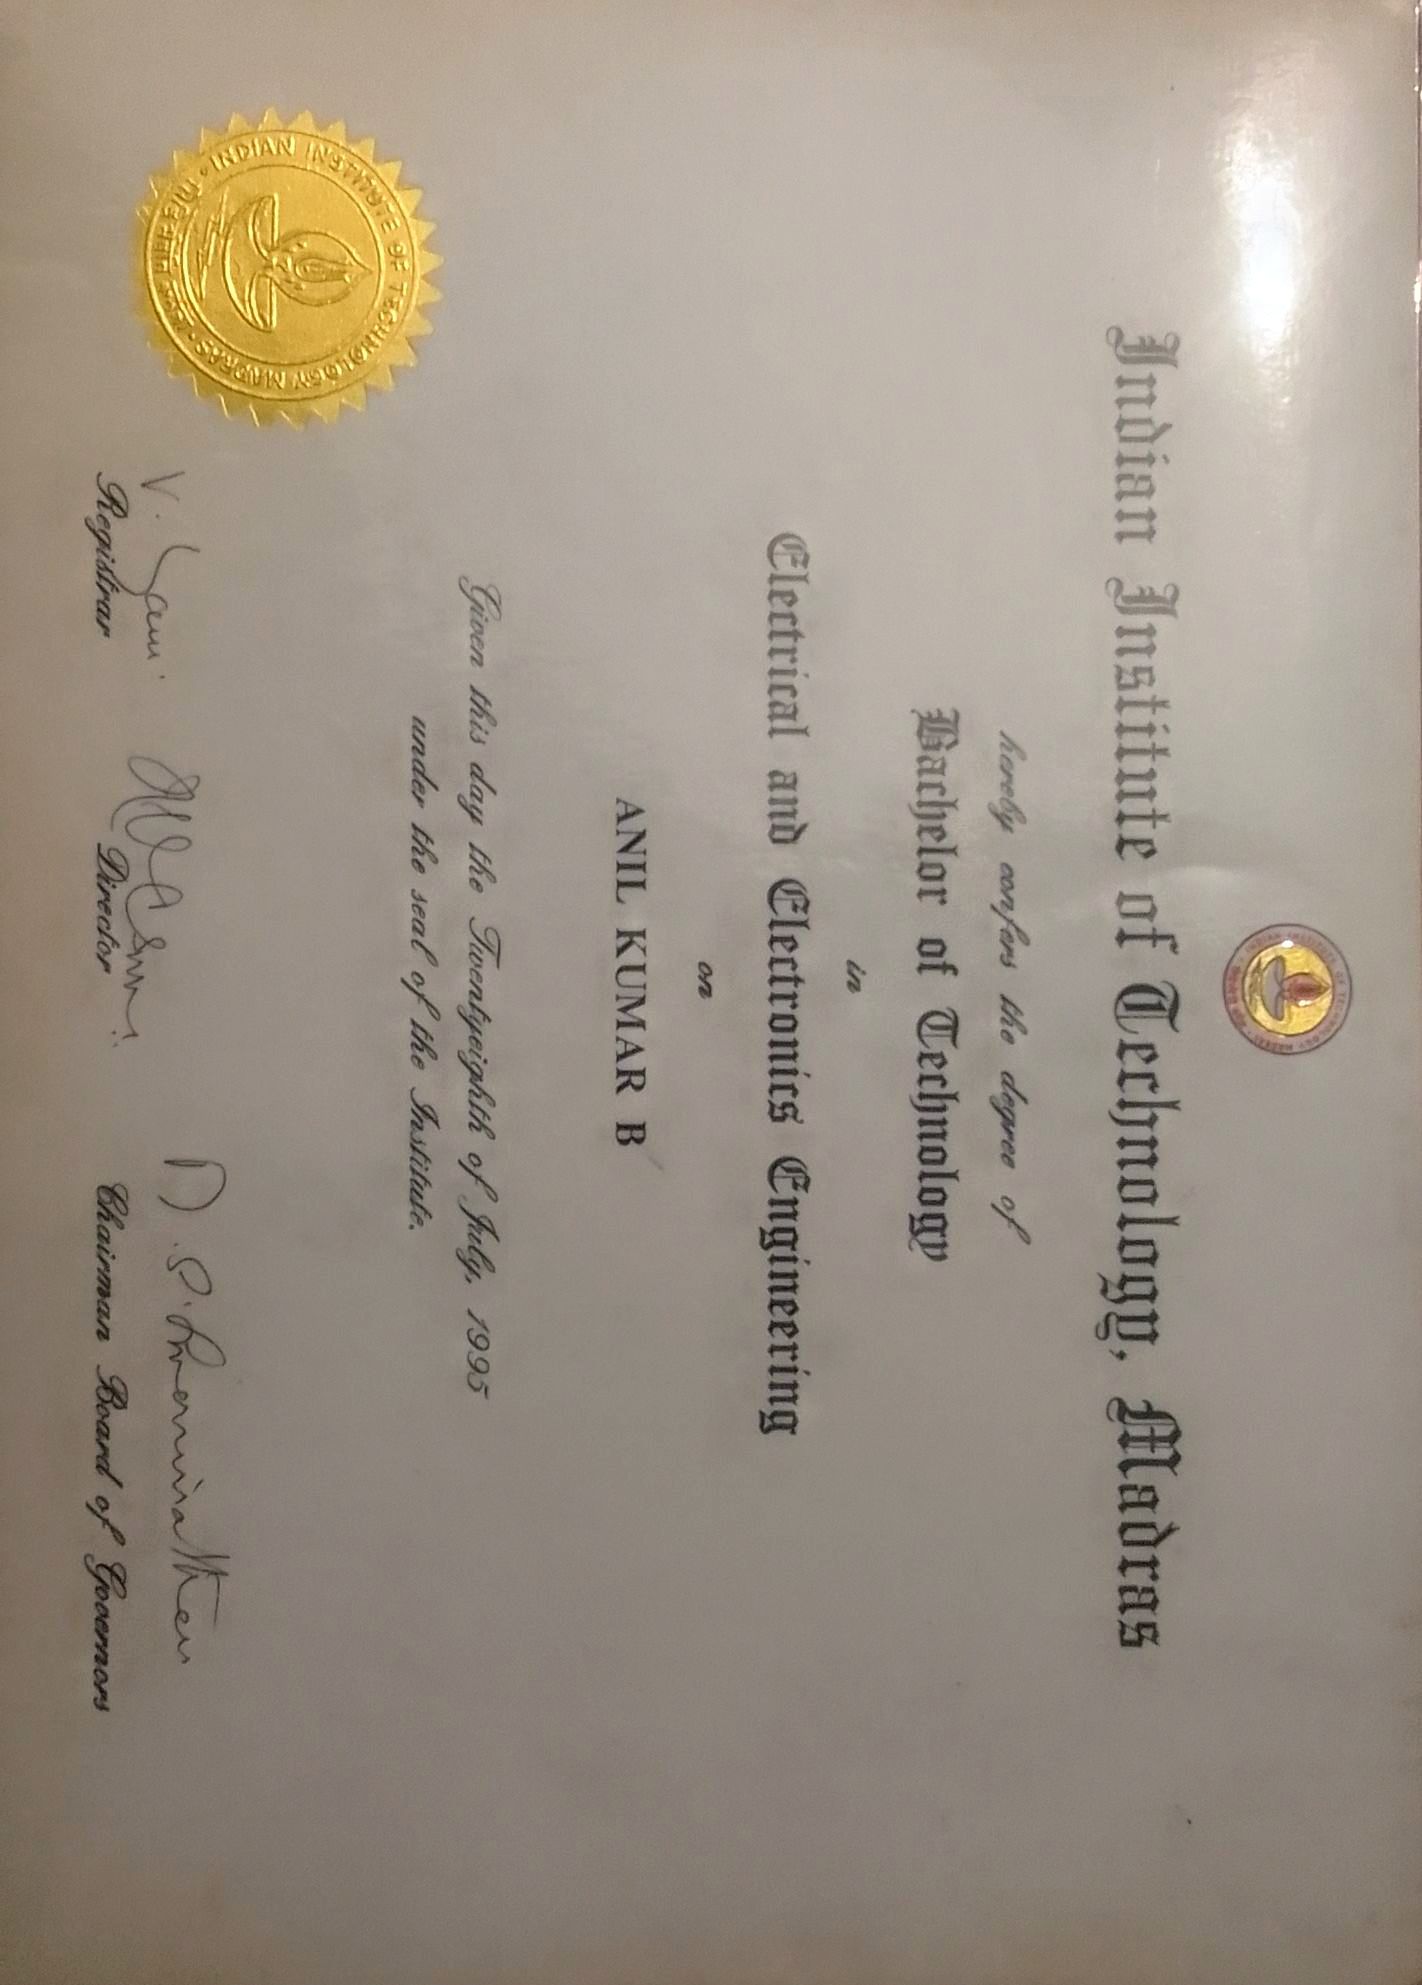 Indian Institute of Technology, Madras
hereby confers the degree of
Bachelor of Technology
in
Electrical and Electronics Engineering
on
ANIL KUMAR B
Given this day the Twentyeighth of July, 1995
under the seal of the Institute.
INDIAN INSTITUTE OF TECHNOLOGY MADRAS
V.
Registrar
Director
D.
Chairman Board of Governors